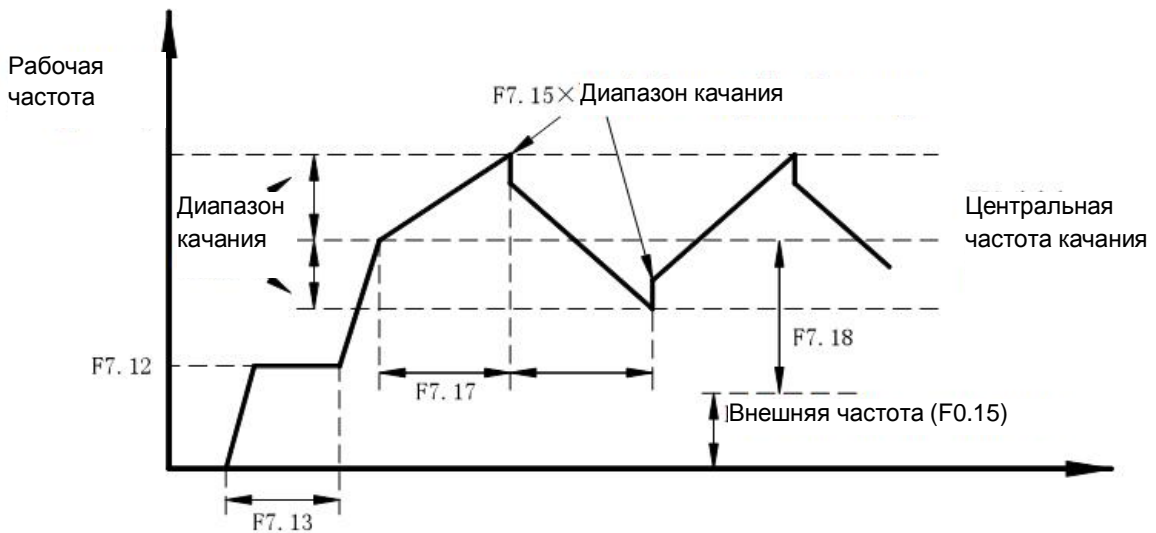 Рабочая
частота
F7.15× Диапазон качания
Диапазон
качания
Центральная
частота качания
F7.18
F7.12
F7.17
Внешняя частота (F0.15)
F7.13